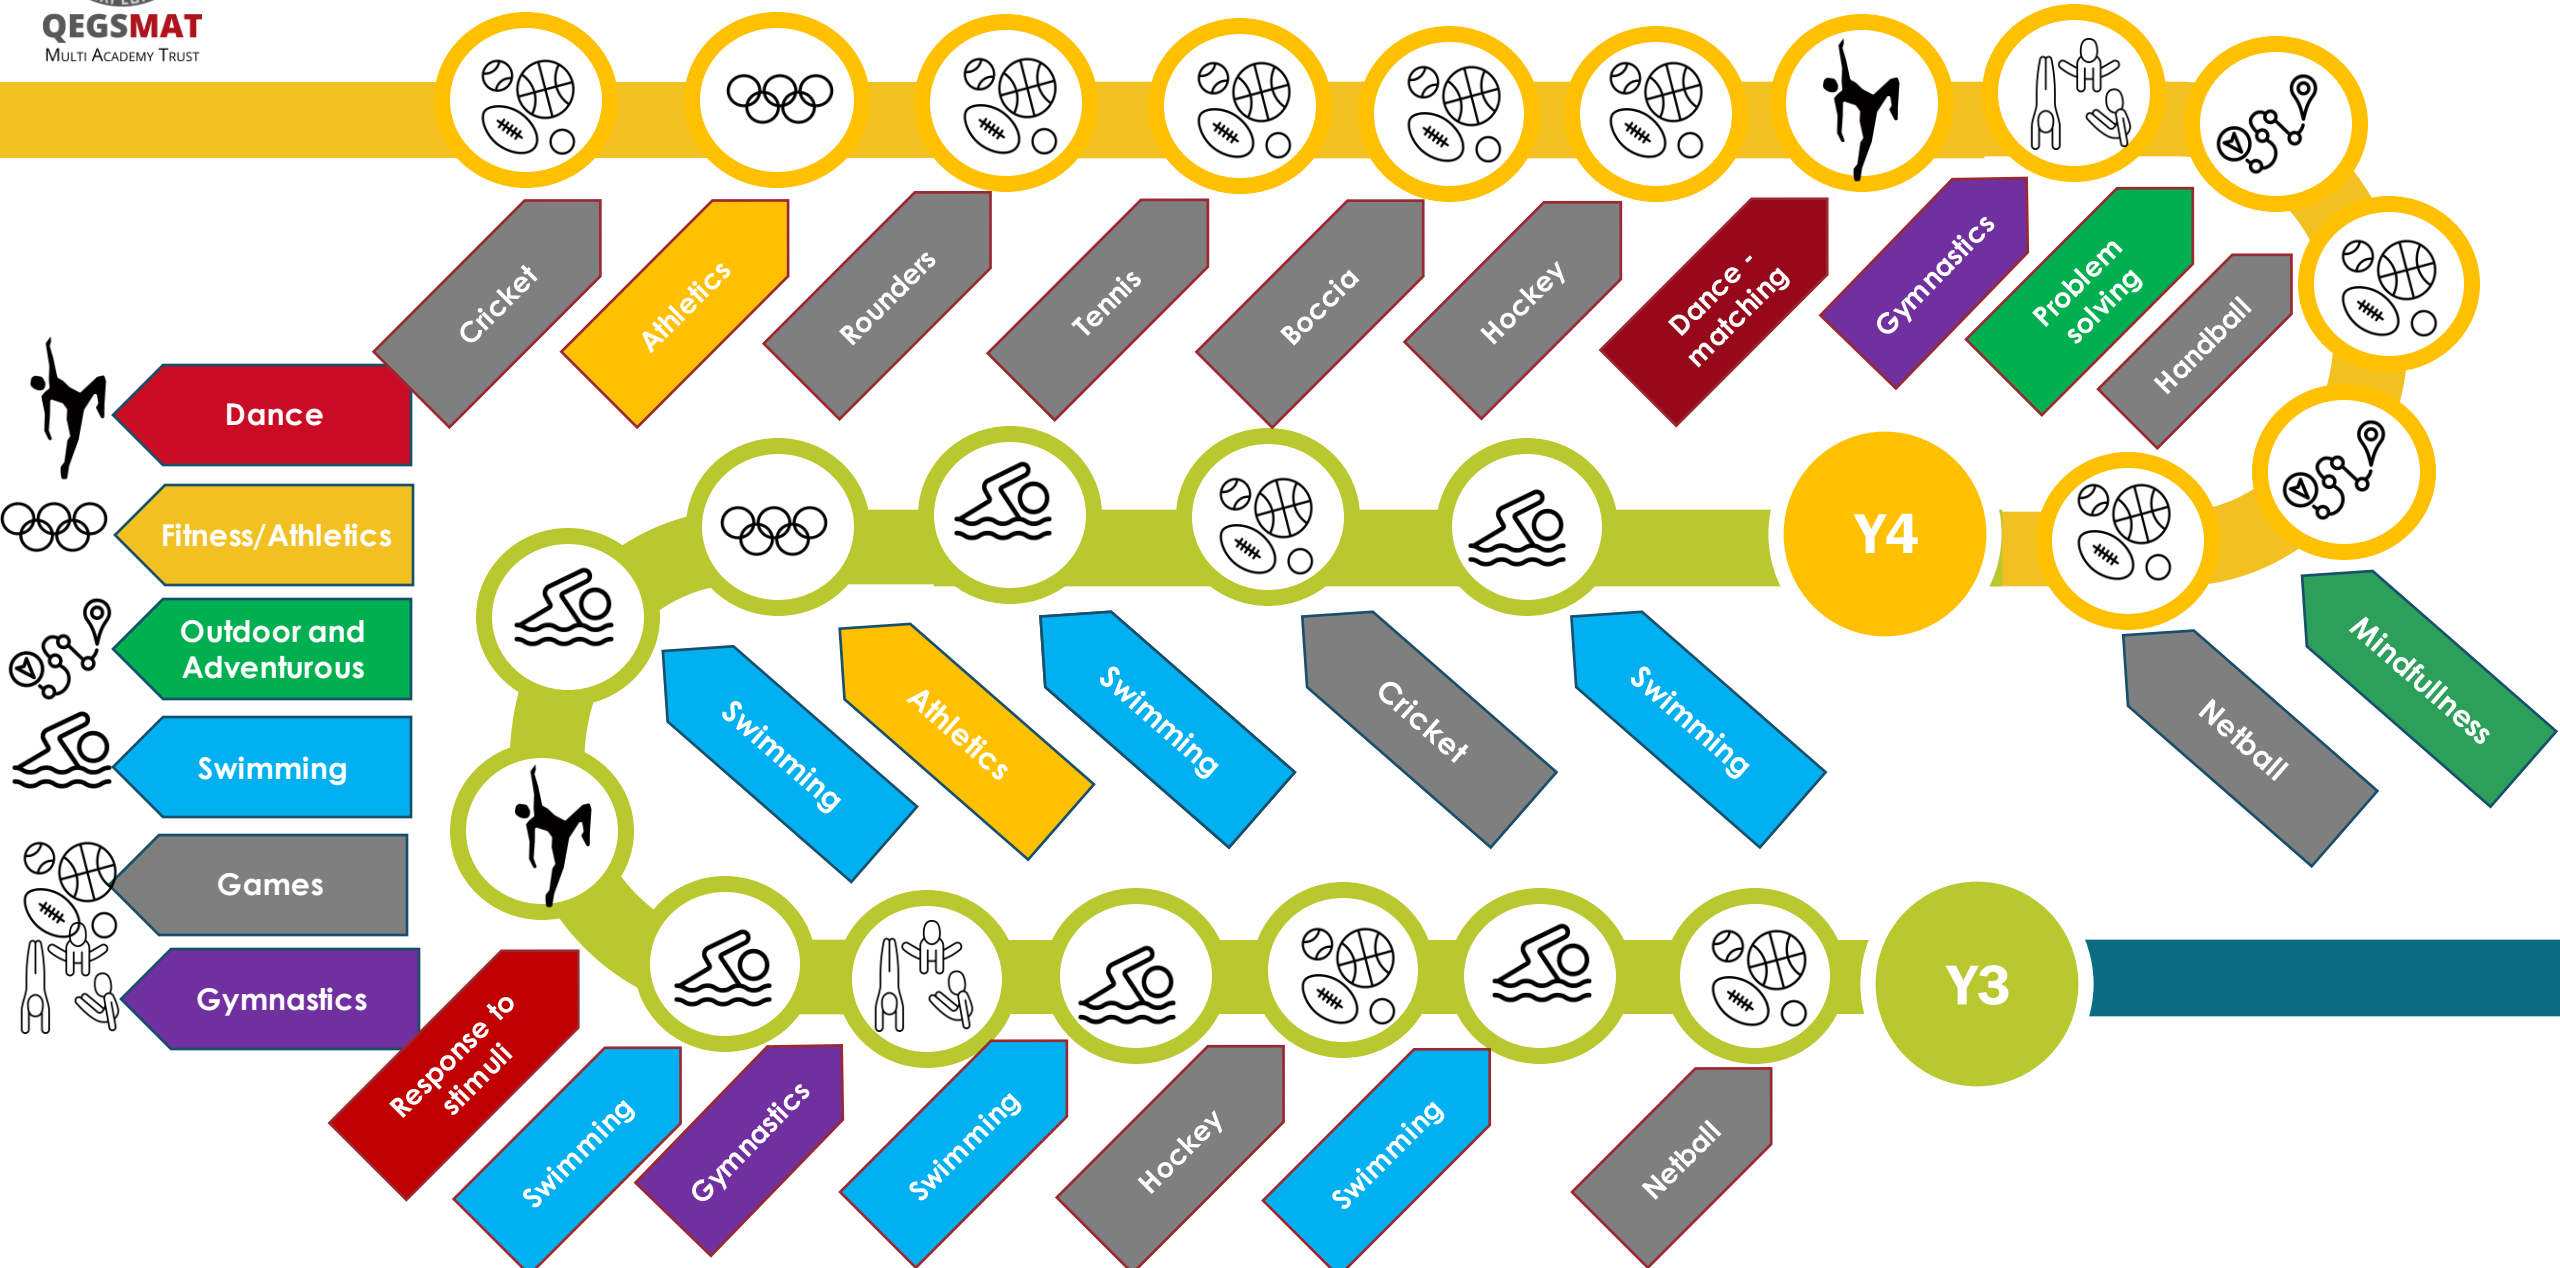 QEGSMAT
MULTI ACADEMY TRUST
Cricket
Athletics
Rounders
Tennis
Boccia
Hockey
Dance -
matching
Gymnastics
Problem
solving
Handball
Dance
Fitness/Athletics
Outdoor and
Adventurous
Swimming
Games
Gymnastics
Y4
Swimming
Athletics
Swimming
Cricket
Swimming
Netball
Mindfullness
Y3
Response to
stimuli
Swimming
Gymnastics
Swimming
Hockey
Swimming
Netball